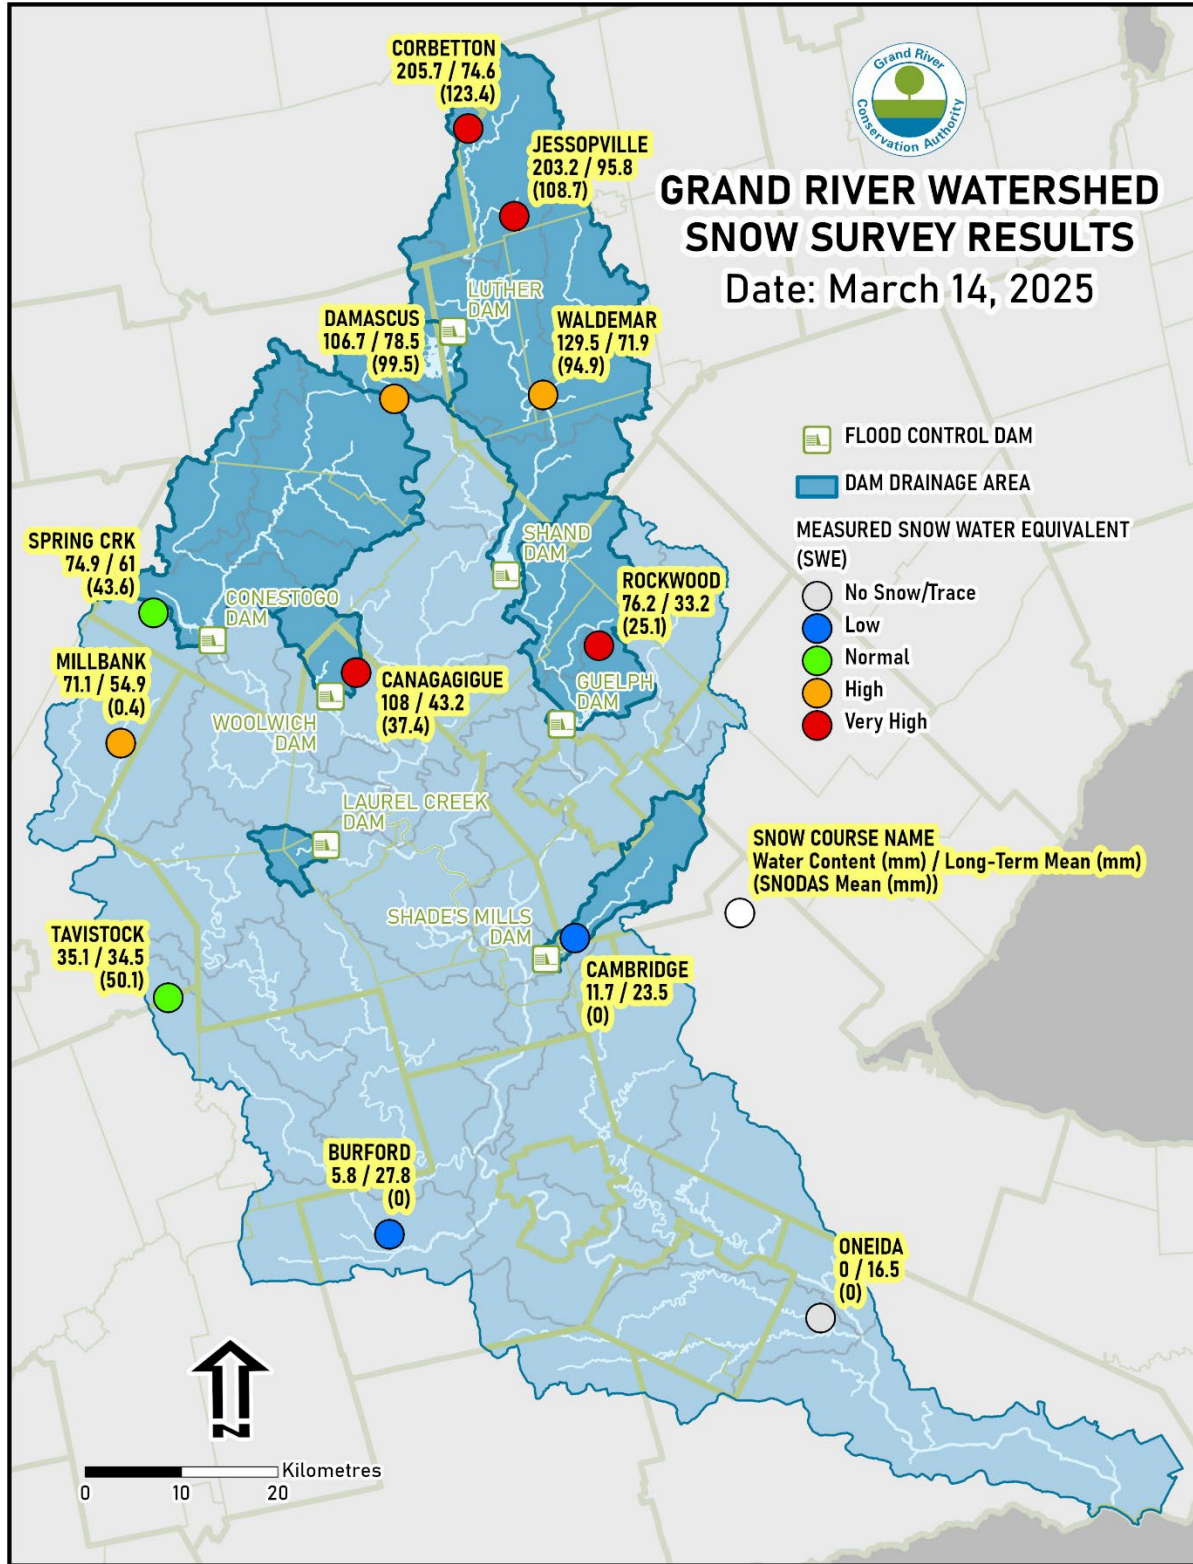 CORBETTON
205.7 / 74.6
(123.4)
Grand River
Conservation Authority
JESSOPVILLE
203.2 / 95.8
(108.7)
GRAND RIVER WATERSHED
SNOW SURVEY RESULTS
Date: March 14, 2025
LUTHER
DAM
DAMASCUS
106.7 / 78.5
(99.5)
WALDEMAR
129.5 / 71.9
(94.9)
FLOOD CONTROL DAM
DAM DRAINAGE AREA
MEASURED SNOW WATER EQUIVALENT
(SWE)
No Snow/Trace
Low
Normal
High
Very High
SPRING CRK
74.9 / 61
(43.6)
CONESTOGO
DAM
SHAND
DAM
ROCKWOOD
76.2 / 33.2
(25.1)
MILLBANK
71.1 / 54.9
(0.4)
WOOLWICH
DAM
CANAGAGIGUE
108 / 43.2
(37.4)
GUELPH
DAM
LAUREL CREEK
DAM
SNOW COURSE NAME
Water Content (mm) / Long-Term Mean (mm)
(SNODAS Mean (mm))
TAVISTOCK
35.1 / 34.5
(50.1)
SHADE'S MILLS
DAM
CAMBRIDGE
11.7 / 23.5
(0)
BURFORD
5.8 / 27.8
(0)
ONEIDA
0 / 16.5
(0)
N
Kilometres
0 10 20